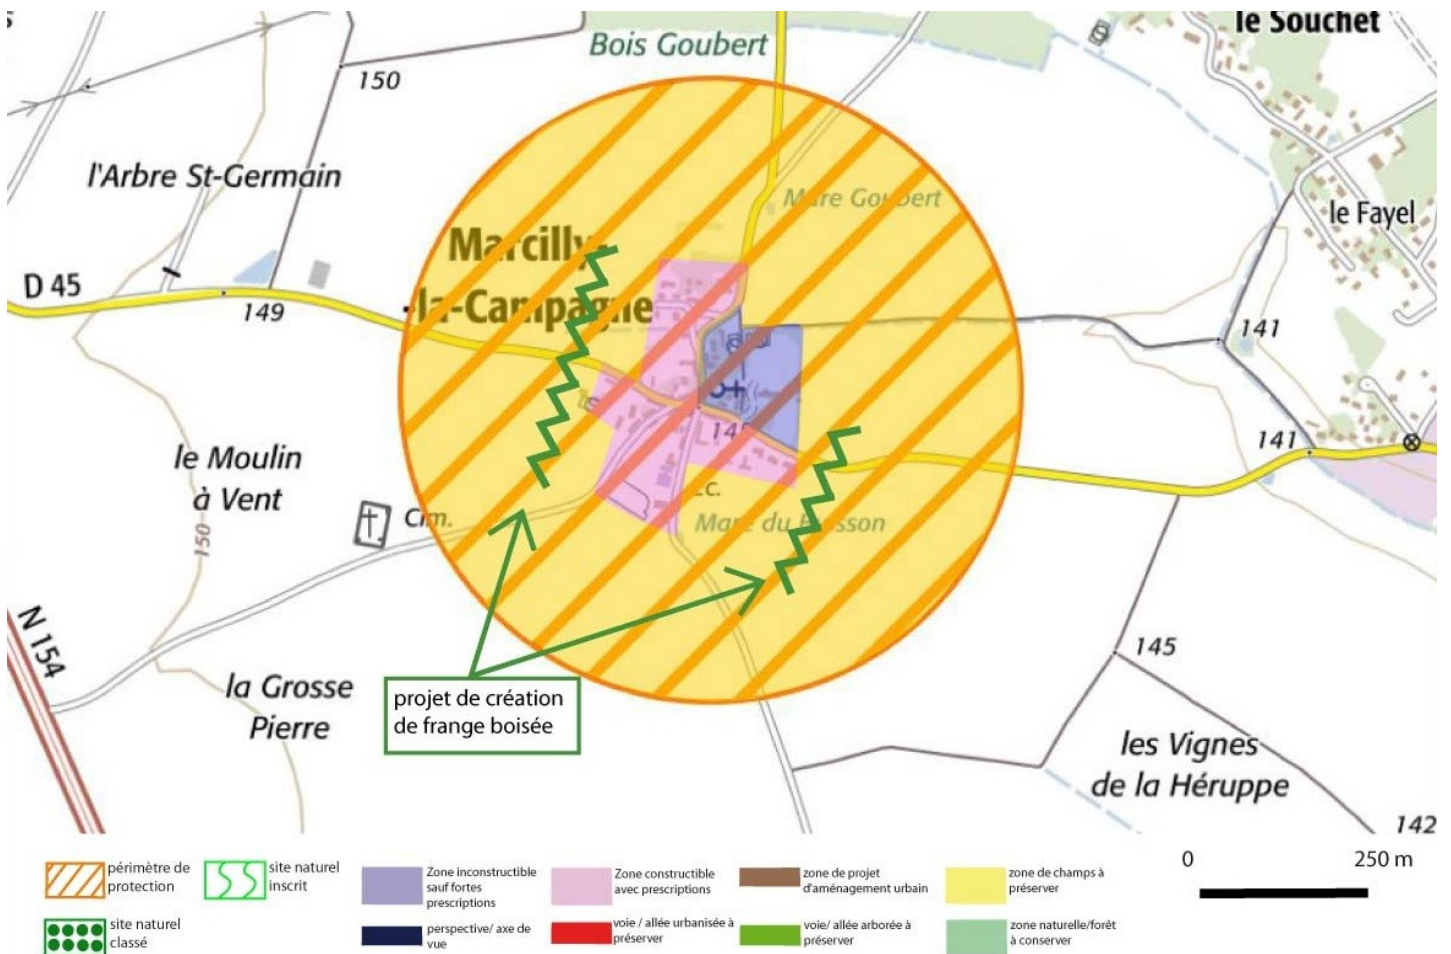 le Souchet
Bois Goubert
150
l'Arbre St-Germain
Mare Goubert
le Fayel
Marcilly-
-la-Campagne
D 45
149
141
le Moulin
à Vent
145
141
150
Cim.
Mare du Buisson
N 154
la Grosse
Pierre
projet de création
de frange boisée
145
les Vignes
de la Héruppe
142
0 250 m
périmètre de
protection
site naturel
inscrit
site naturel
classé
Zone inconstructible
sauf fortes
prescriptions
perspective/ axe de
vue
Zone constructible
avec prescriptions
voie / allée urbanisée à
préserver
zone de projet
d'aménagement urbain
voie/ allée arborée à
préserver
zone de champs à
préserver
zone naturelle/forêt
à conserver